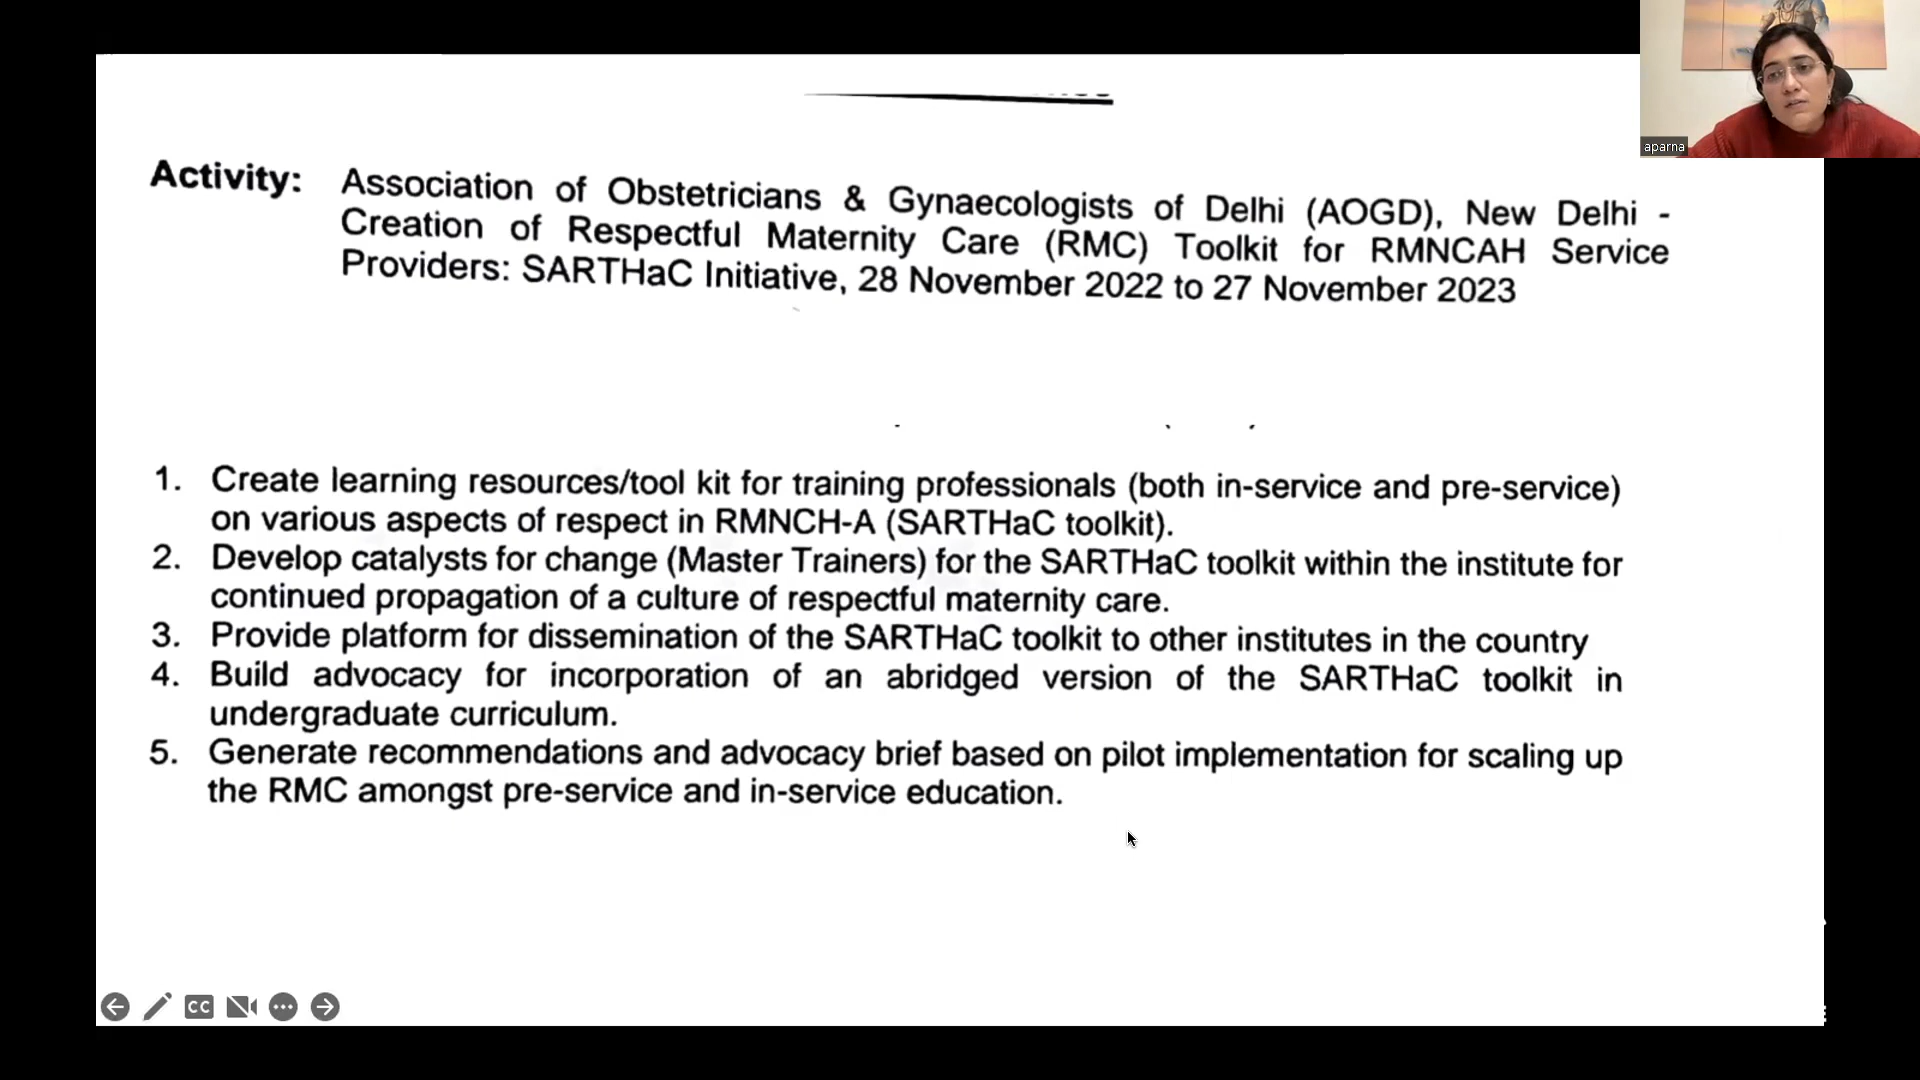 aparna
Activity: Association of Obstetricians & Gynaecologists of Delhi (AOGD), New Delhi -
Creation of Respectful Maternity Care (RMC) Toolkit for RMNCAH Service
Providers: SARTHaC Initiative, 28 November 2022 to 27 November 2023
1. Create learning resources/tool kit for training professionals (both in-service and pre-service)
on various aspects of respect in RMNCH-A (SARTHaC toolkit).
2. Develop catalysts for change (Master Trainers) for the SARTHaC toolkit within the institute for
continued propagation of a culture of respectful maternity care.
3. Provide platform for dissemination of the SARTHaC toolkit to other institutes in the country
4. Build advocacy for incorporation of an abridged version of the SARTHaC toolkit in
undergraduate curriculum.
5. Generate recommendations and advocacy brief based on pilot implementation for scaling up
the RMC amongst pre-service and in-service education.
CC